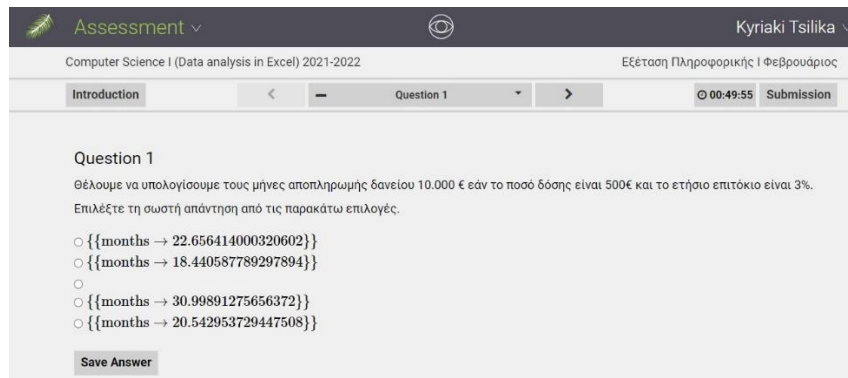 Assessment
Kyriaki Tsilika
Computer Science I (Data analysis in Excel) 2021-2022
Εξέταση Πληροφορικής Ι Φεβρουάριος
Introduction
Question 1
00:49:55 Submission
Question 1
Θέλουμε να υπολογίσουμε τους μήνες αποπληρωμής δανείου 10.000 € εάν το ποσό δόσης είναι 500€ και το ετήσιο επιτόκιο είναι 3%.
Επιλέξτε τη σωστή απάντηση από τις παρακάτω επιλογές.
{{months → 22.656414000320602}}
{{months → 18.440587789297894}}
{{months → 30.99891275656372}}
{{months → 20.542953729447508}}
Save Answer